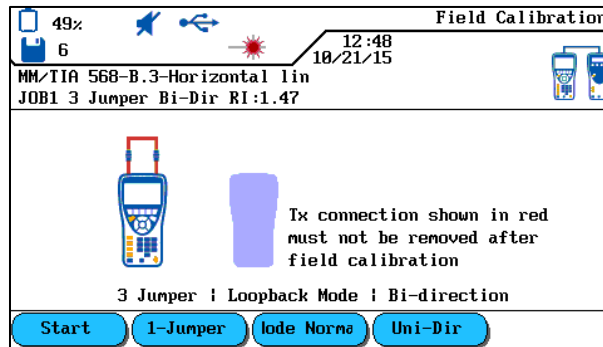 49%
Field Calibration
6
12:48
10/21/15
MM/TIA 568-B.3-Horizontal lin
JOB1 3 Jumper Bi-Dir RI:1.47
Tx connection shown in red
must not be removed after
field calibration
3 Jumper ¦ Loopback Mode ¦ Bi-direction
Start 1-Jumper lode Norma Uni-Dir